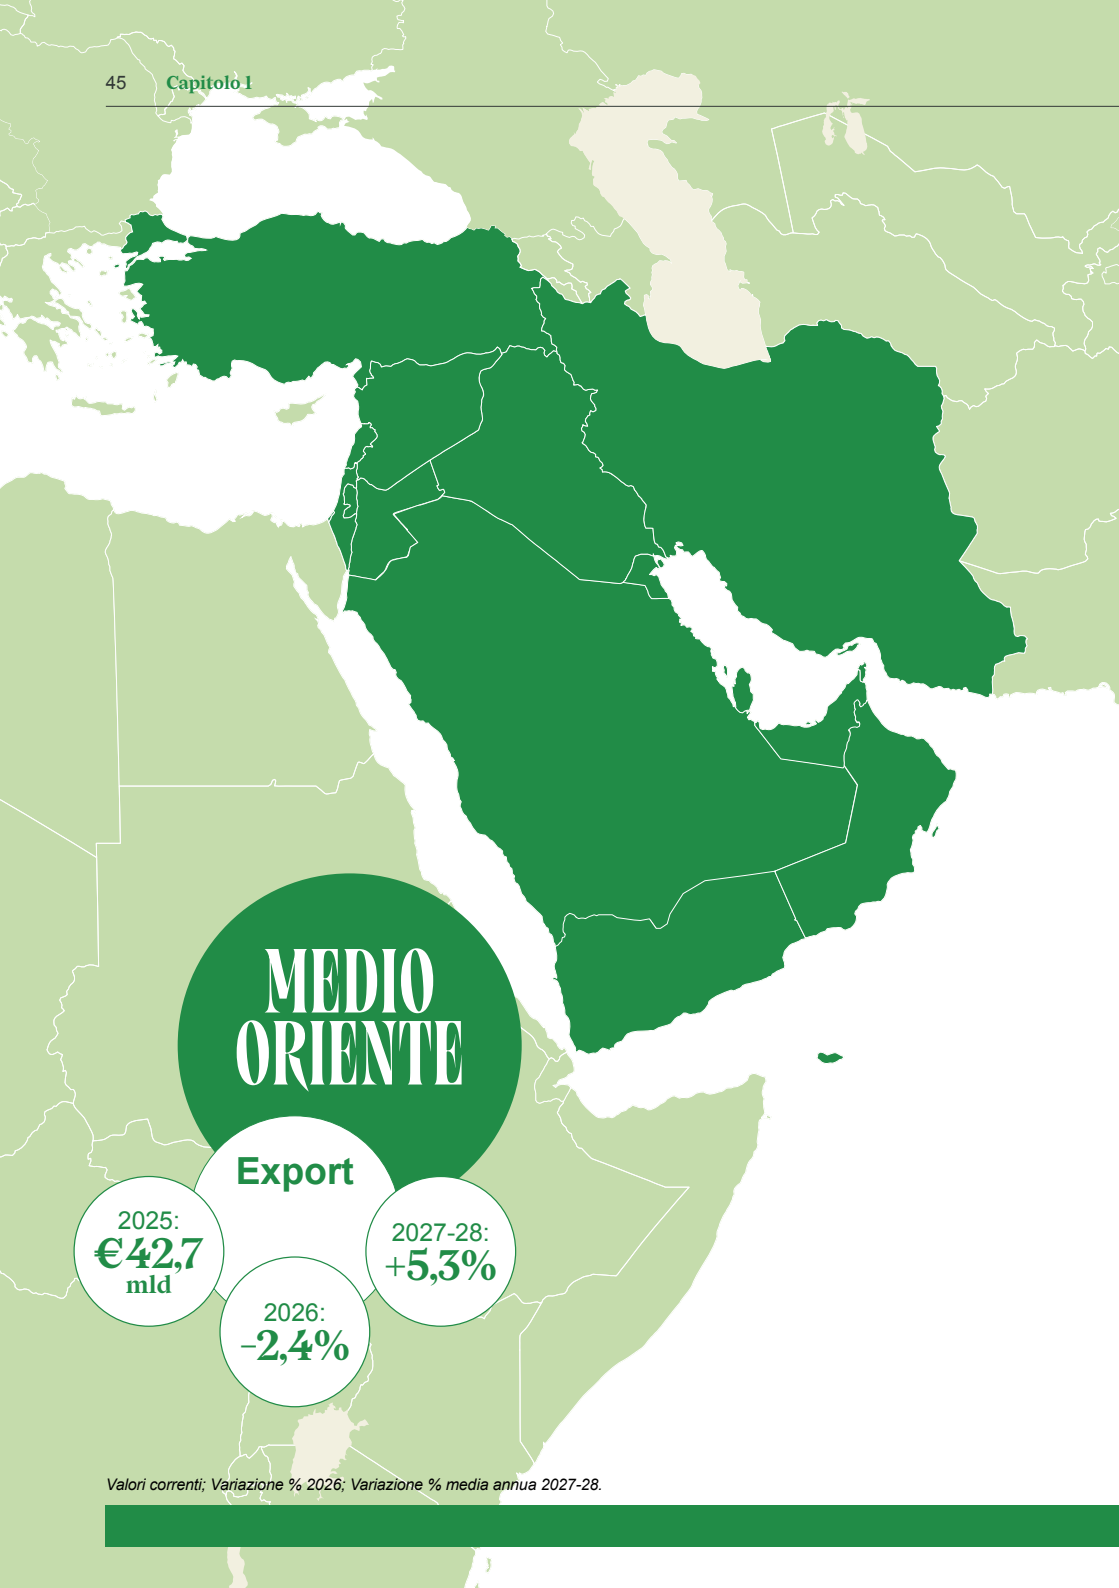 45 Capitolo 1
MEDIO
ORIENTE
Export
2025:
€42,7
mld
2026:
-2,4%
2027-28:
+5,3%
Valori correnti; Variazione % 2026; Variazione % media annua 2027-28.